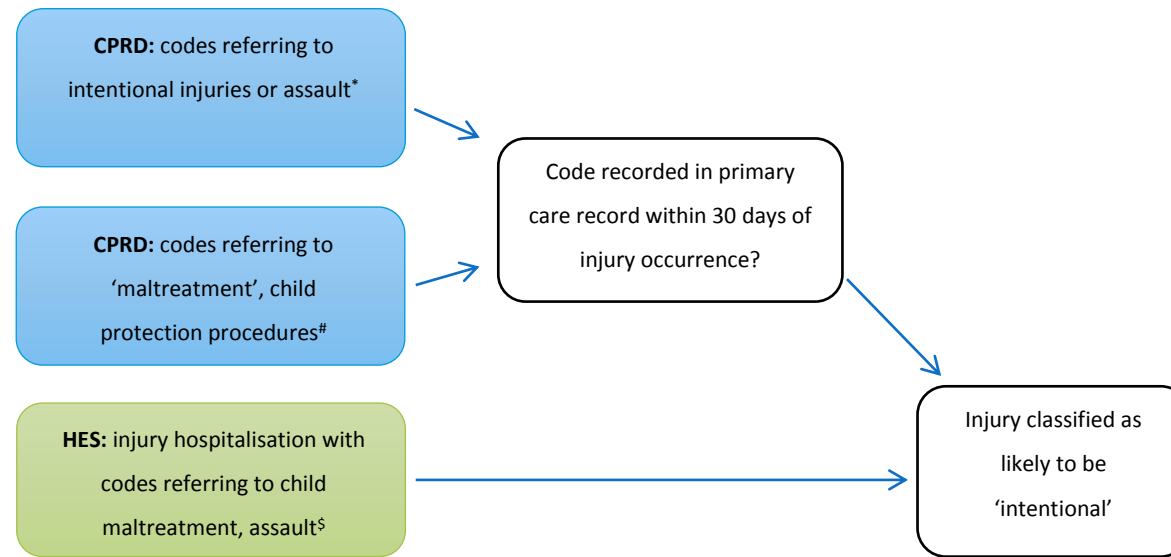 CPRD: codes referring to
intentional injuries or assault*
CPRD: codes referring to
‘maltreatment’, child
protection procedures#
HES: injury hospitalisation with
codes referring to child
maltreatment, assault$
Code recorded in primary
care record within 30 days of
injury occurrence?
Injury classified as
likely to be
‘intentional’